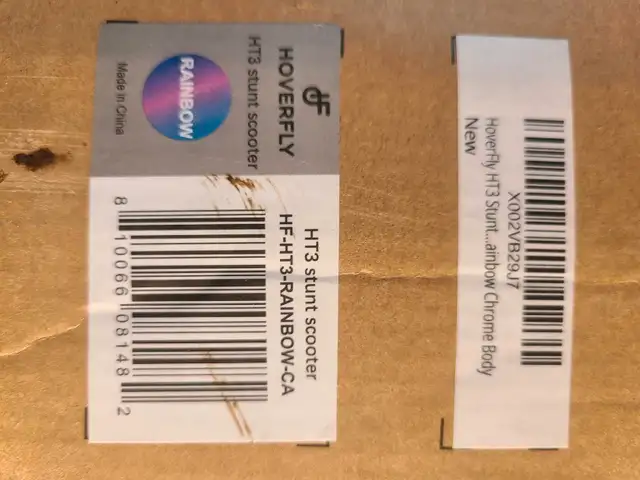 HOVERFLY
HT3 stunt scooter
RAINBOW
Made in China
HT3 stunt scooter
HF-HT3-RAINBOW-CA
8 10066 08148 2
X002VB29J7
HoverFly HT3 Stunt...ainbow Chrome Body
New